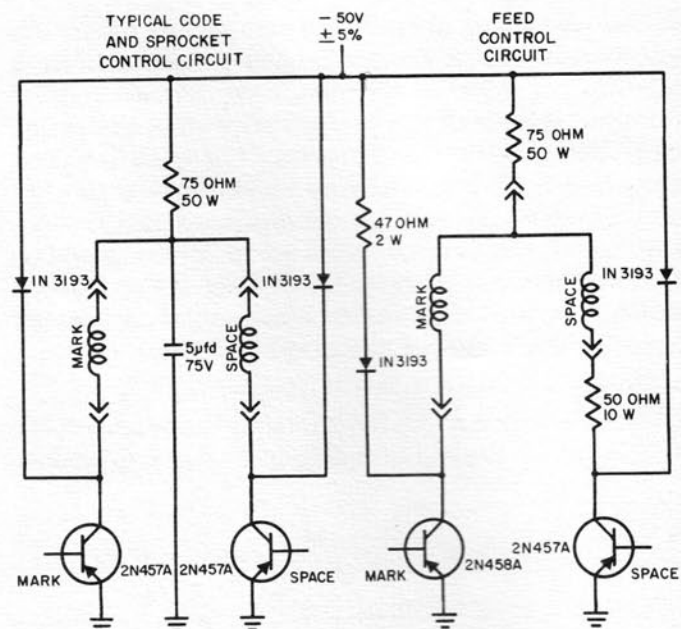 TYPICAL CODE
AND SPROCKET
CONTROL CIRCUIT
– 50V
± 5%
FEED
CONTROL
CIRCUIT
75 OHM
50 W
75 OHM
50 W
47 OHM
2 W
IN 3193
IN 3193
IN 3193
MARK
5µfd
75V
SPACE
MARK
SPACE
IN 3193
50 OHM
10 W
MARK
2N457A
2N457A
SPACE
MARK
2N458A
2N457A
SPACE